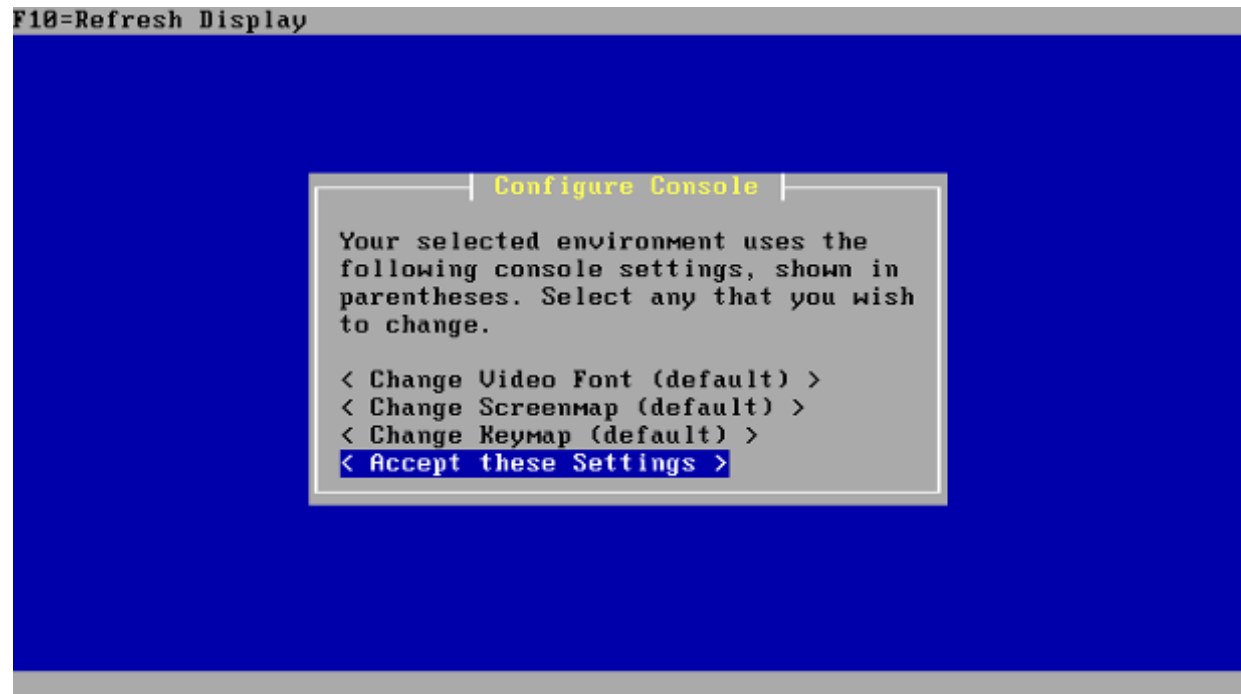 F10=Refresh Display
Configure Console
Your selected environment uses the
following console settings, shown in
parentheses. Select any that you wish
to change.
< Change Video Font (default) >
< Change Screenmap (default) >
< Change Keymap (default) >
< Accept these Settings >